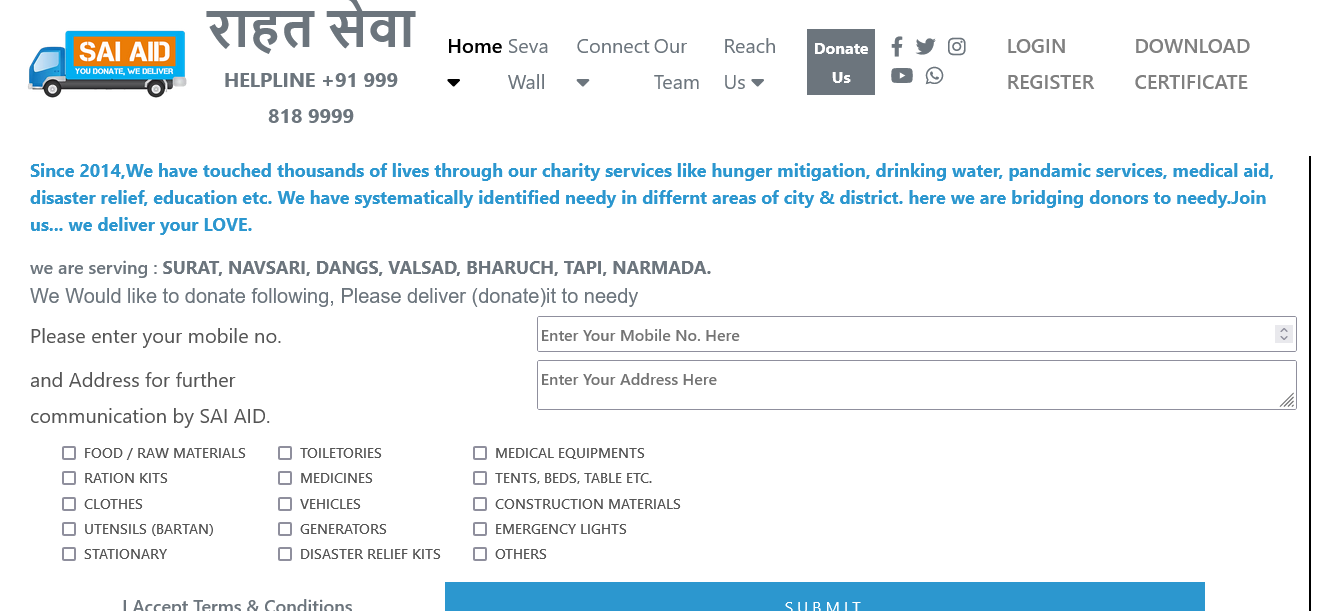 राहत सेवा
SAI AID
YOU DONATE, WE DELIVER
HELPLINE +91 999
818 9999
Home
Seva
Wall
Connect
Our
Team
Reach
Us
Donate
Us
LOGIN
REGISTER
DOWNLOAD
CERTIFICATE
Since 2014,We have touched thousands of lives through our charity services like hunger mitigation, drinking water, pandamic services, medical aid,
disaster relief, education etc. We have systematically identified needy in differnt areas of city & district. here we are bridging donors to needy.Join
us... we deliver your LOVE.
we are serving : SURAT, NAVSARI, DANGS, VALSAD, BHARUCH, TAPI, NARMADA.
We Would like to donate following, Please deliver (donate)it to needy
Please enter your mobile no.
Enter Your Mobile No. Here
and Address for further
communication by SAI AID.
Enter Your Address Here
FOOD / RAW MATERIALS
RATION KITS
CLOTHES
UTENSILS (BARTAN)
STATIONARY
TOILETORIES
MEDICINES
VEHICLES
GENERATORS
DISASTER RELIEF KITS
MEDICAL EQUIPMENTS
TENTS, BEDS, TABLE ETC.
CONSTRUCTION MATERIALS
EMERGENCY LIGHTS
OTHERS
I Accept Terms & Conditions
SUBMIT